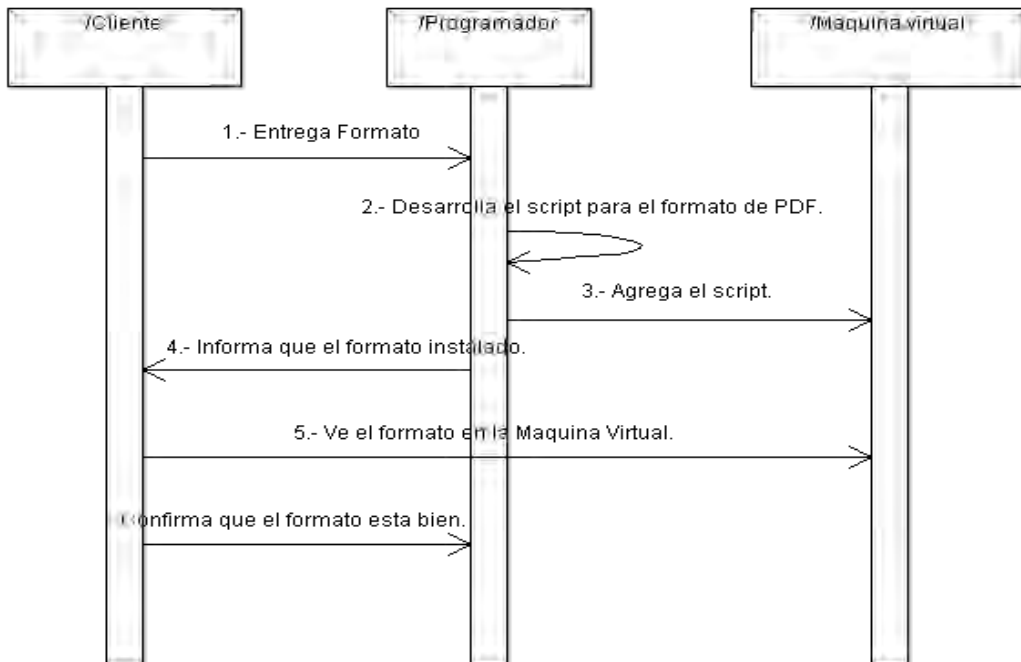 /Cliente
/Programador
/Maquina virtual
1.- Entrega Formato
2.- Desarrolla el script para el formato de PDF.
3.- Agrega el script.
4.- Informa que el formato instalado.
5.- Ve el formato en la Maquina Virtual.
Confirma que el formato esta bien.